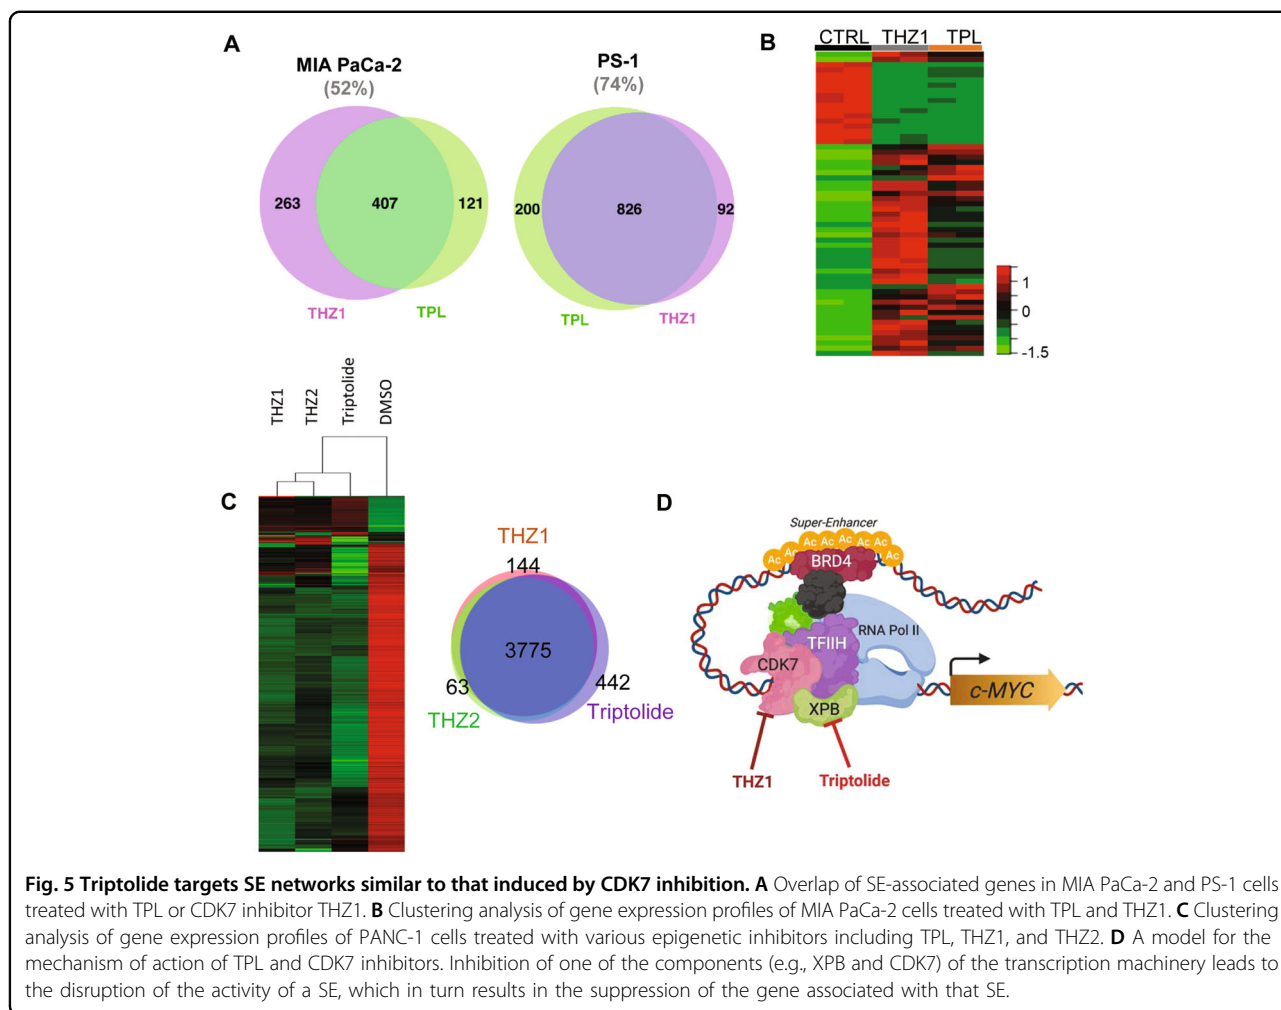 A
MIA PaCa-2
(52%)
263
407
121
THZ1
TPL
PS-1
(74%)
200
826
92
TPL
THZ1
B
CTRL THZ1 TPL
1
0
-1.5
C
THZ1
THZ2
Triptolide
DMSO
THZ1
144
3775
63
442
THZ2
Triptolide
D
Super-Enhancer
Ac Ac Ac Ac Ac Ac Ac Ac Ac
BRD4
RNA Pol II
TFIIH
CDK7
XPB
c-MYC
THZ1
Triptolide
Fig. 5 Triptolide targets SE networks similar to that induced by CDK7 inhibition. A Overlap of SE-associated genes in MIA PaCa-2 and PS-1 cells
treated with TPL or CDK7 inhibitor THZ1. B Clustering analysis of gene expression profiles of MIA PaCa-2 cells treated with TPL and THZ1. C Clustering
analysis of gene expression profiles of PANC-1 cells treated with various epigenetic inhibitors including TPL, THZ1, and THZ2. D A model for the
mechanism of action of TPL and CDK7 inhibitors. Inhibition of one of the components (e.g., XPB and CDK7) of the transcription machinery leads to
the disruption of the activity of a SE, which in turn results in the suppression of the gene associated with that SE.